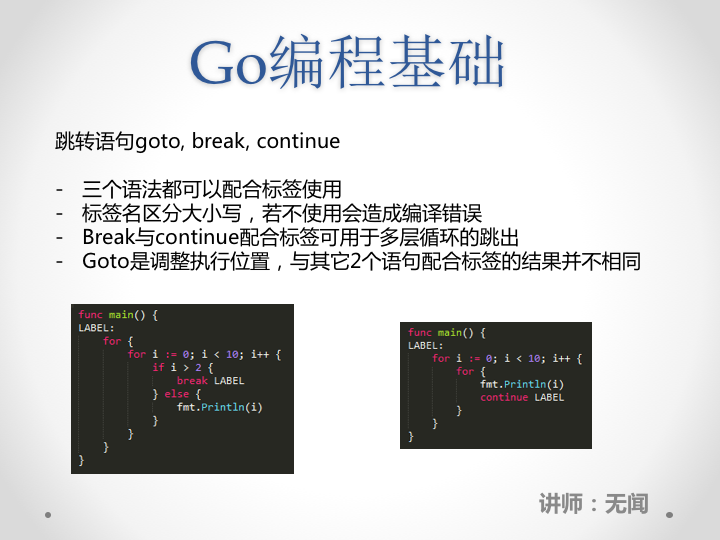 Go编程基础
跳转语句goto, break, continue
- 三个语法都可以配合标签使用
- 标签名区分大小写，若不使用会造成编译错误
- Break与continue配合标签可用于多层循环的跳出
- Goto是调整执行位置，与其它2个语句配合标签的结果并不相同
func main() {
LABEL:
    for {
        for i := 0; i < 10; i++ {
            if i > 2 {
                break LABEL
            } else {
                fmt.Println(i)
            }
        }
    }
}
func main() {
LABEL:
    for i := 0; i < 10; i++ {
        for {
            fmt.Println(i)
            continue LABEL
        }
    }
}
讲师：无闻